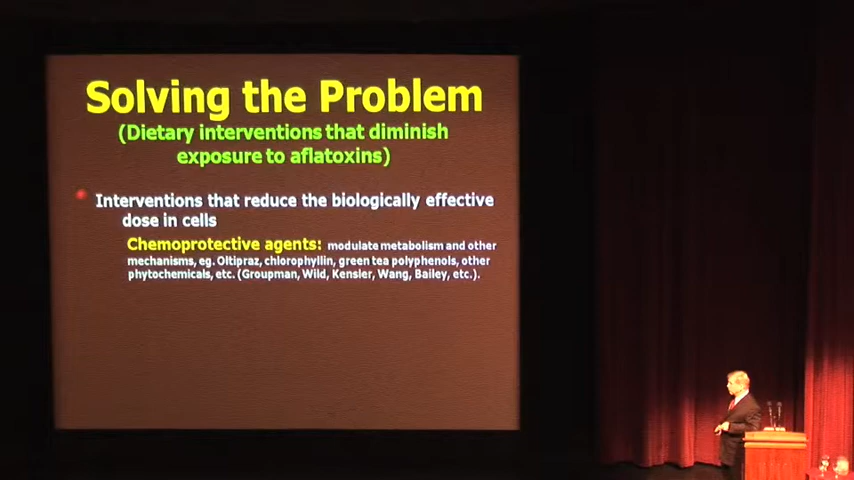 Solving the Problem
(Dietary interventions that diminish
exposure to aflatoxins)
Interventions that reduce the biologically effective
dose in cells
Chemoprotective agents: modulate metabolism and other
mechanisms, eg. Oltipraz, chlorophyllin, green tea polyphenols, other
phytochemicals, etc. (Groupman, Wild, Kensler, Wang, Bailey, etc.).